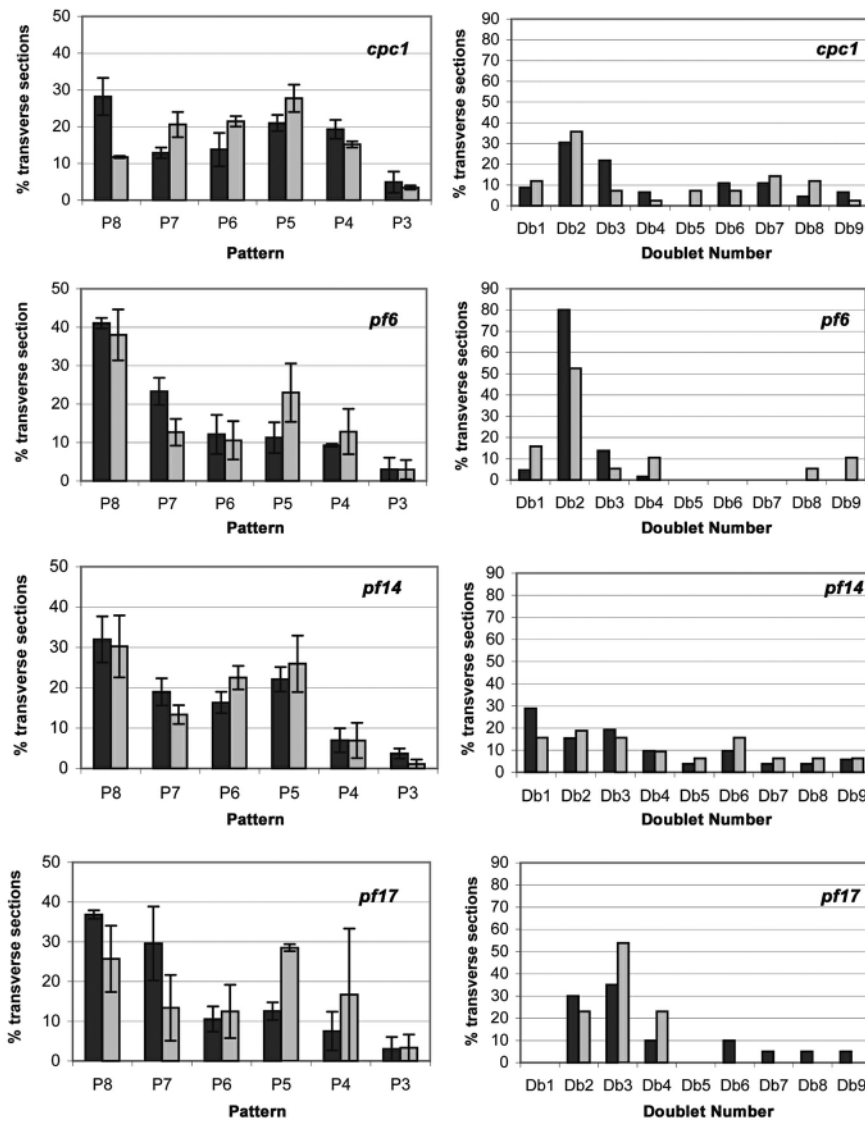 % transverse sections
50
40
30
20
10
0
cpc1
P8 P7 P6 P5 P4 P3
Pattern
% transverse sections
90
80
70
60
50
40
30
20
10
0
cpc1
Db1 Db2 Db3 Db4 Db5 Db6 Db7 Db8 Db9
Doublet Number
% transverse section
50
40
30
20
10
0
pf6
P8 P7 P6 P5 P4 P3
Pattern
% transverse sections
90
80
70
60
50
40
30
20
10
0
pf6
Db1 Db2 Db3 Db4 Db5 Db6 Db7 Db8 Db9
Doublet Number
% transverse sections
50
40
30
20
10
0
pf14
P8 P7 P6 P5 P4 P3
Pattern
% transverse sections
90
80
70
60
50
40
30
20
10
0
pf14
Db1 Db2 Db3 Db4 Db5 Db6 Db7 Db8 Db9
Doublet Number
% transverse sections
50
40
30
20
10
0
pf17
P8 P7 P6 P5 P4 P3
Pattern
% transverse sections
90
80
70
60
50
40
30
20
10
0
pf17
Db1 Db2 Db3 Db4 Db5 Db6 Db7 Db8 Db9
Doublet Number